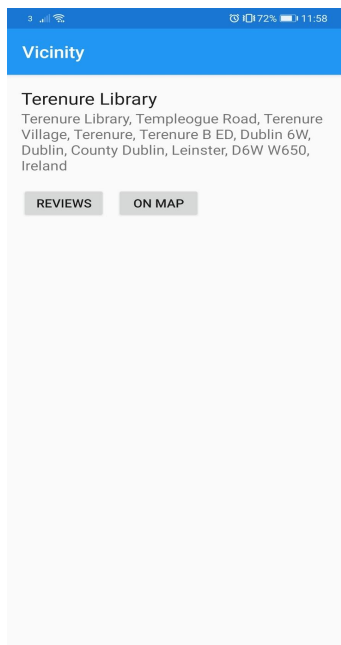 3 72% 11:58
Vicinity
Terenure Library
Terenure Library, Templeogue Road, Terenure
Village, Terenure, Terenure B ED, Dublin 6W,
Dublin, County Dublin, Leinster, D6W W650,
Ireland
REVIEWS ON MAP